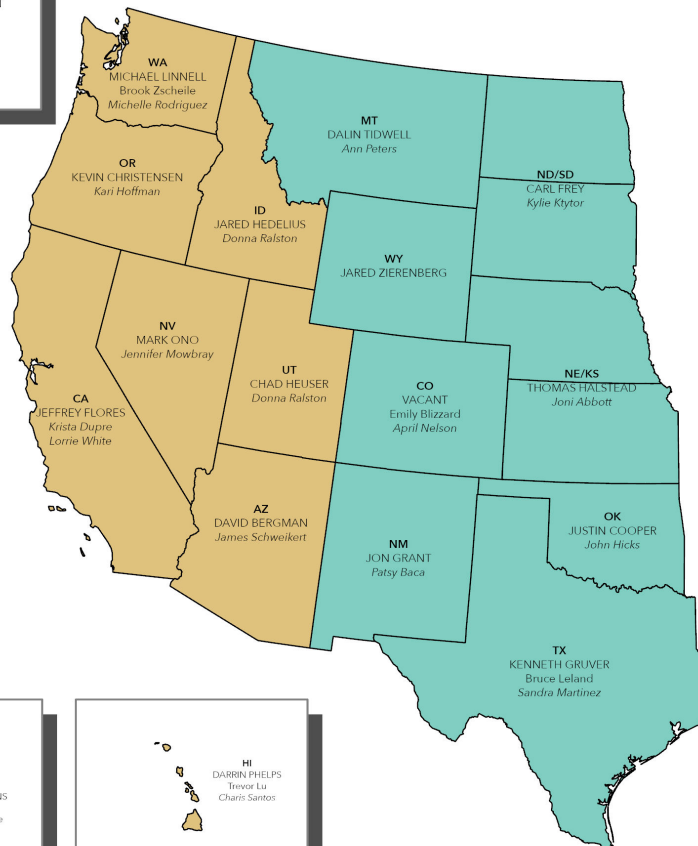 WA
MICHAEL LINNELL
Brook Zscheile
Michelle Rodriguez
OR
KEVIN CHRISTENSEN
Kari Hoffman
ID
JARED HEDELIUS
Donna Ralston
MT
DALIN TIDWELL
Ann Peters
ND/SD
CARL FREY
Kylie Ktytor
WY
JARED ZIERENBERG
NV
MARK ONO
Jennifer Mowbray
UT
CHAD HEUSER
Donna Ralston
CA
JEFFREY FLORES
Krista Dupre
Lorrie White
CO
VACANT
Emily Blizzard
April Nelson
NE/KS
THOMAS HALSTEAD
Joni Abbott
AZ
DAVID BERGMAN
James Schweikert
NM
JON GRANT
Patsy Baca
OK
JUSTIN COOPER
John Hicks
TX
KENNETH GRUVER
Bruce Leland
Sandra Martinez
HI
DARRIN PHELPS
Trevor Lu
Charis Santos